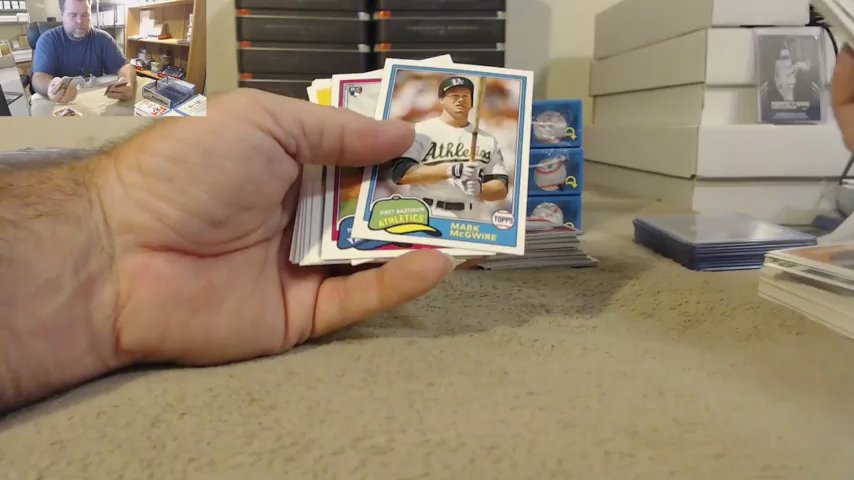 Athletics
FIRST BASEMAN
ATHLETICS
MARK
McGWIRE
TOPPS